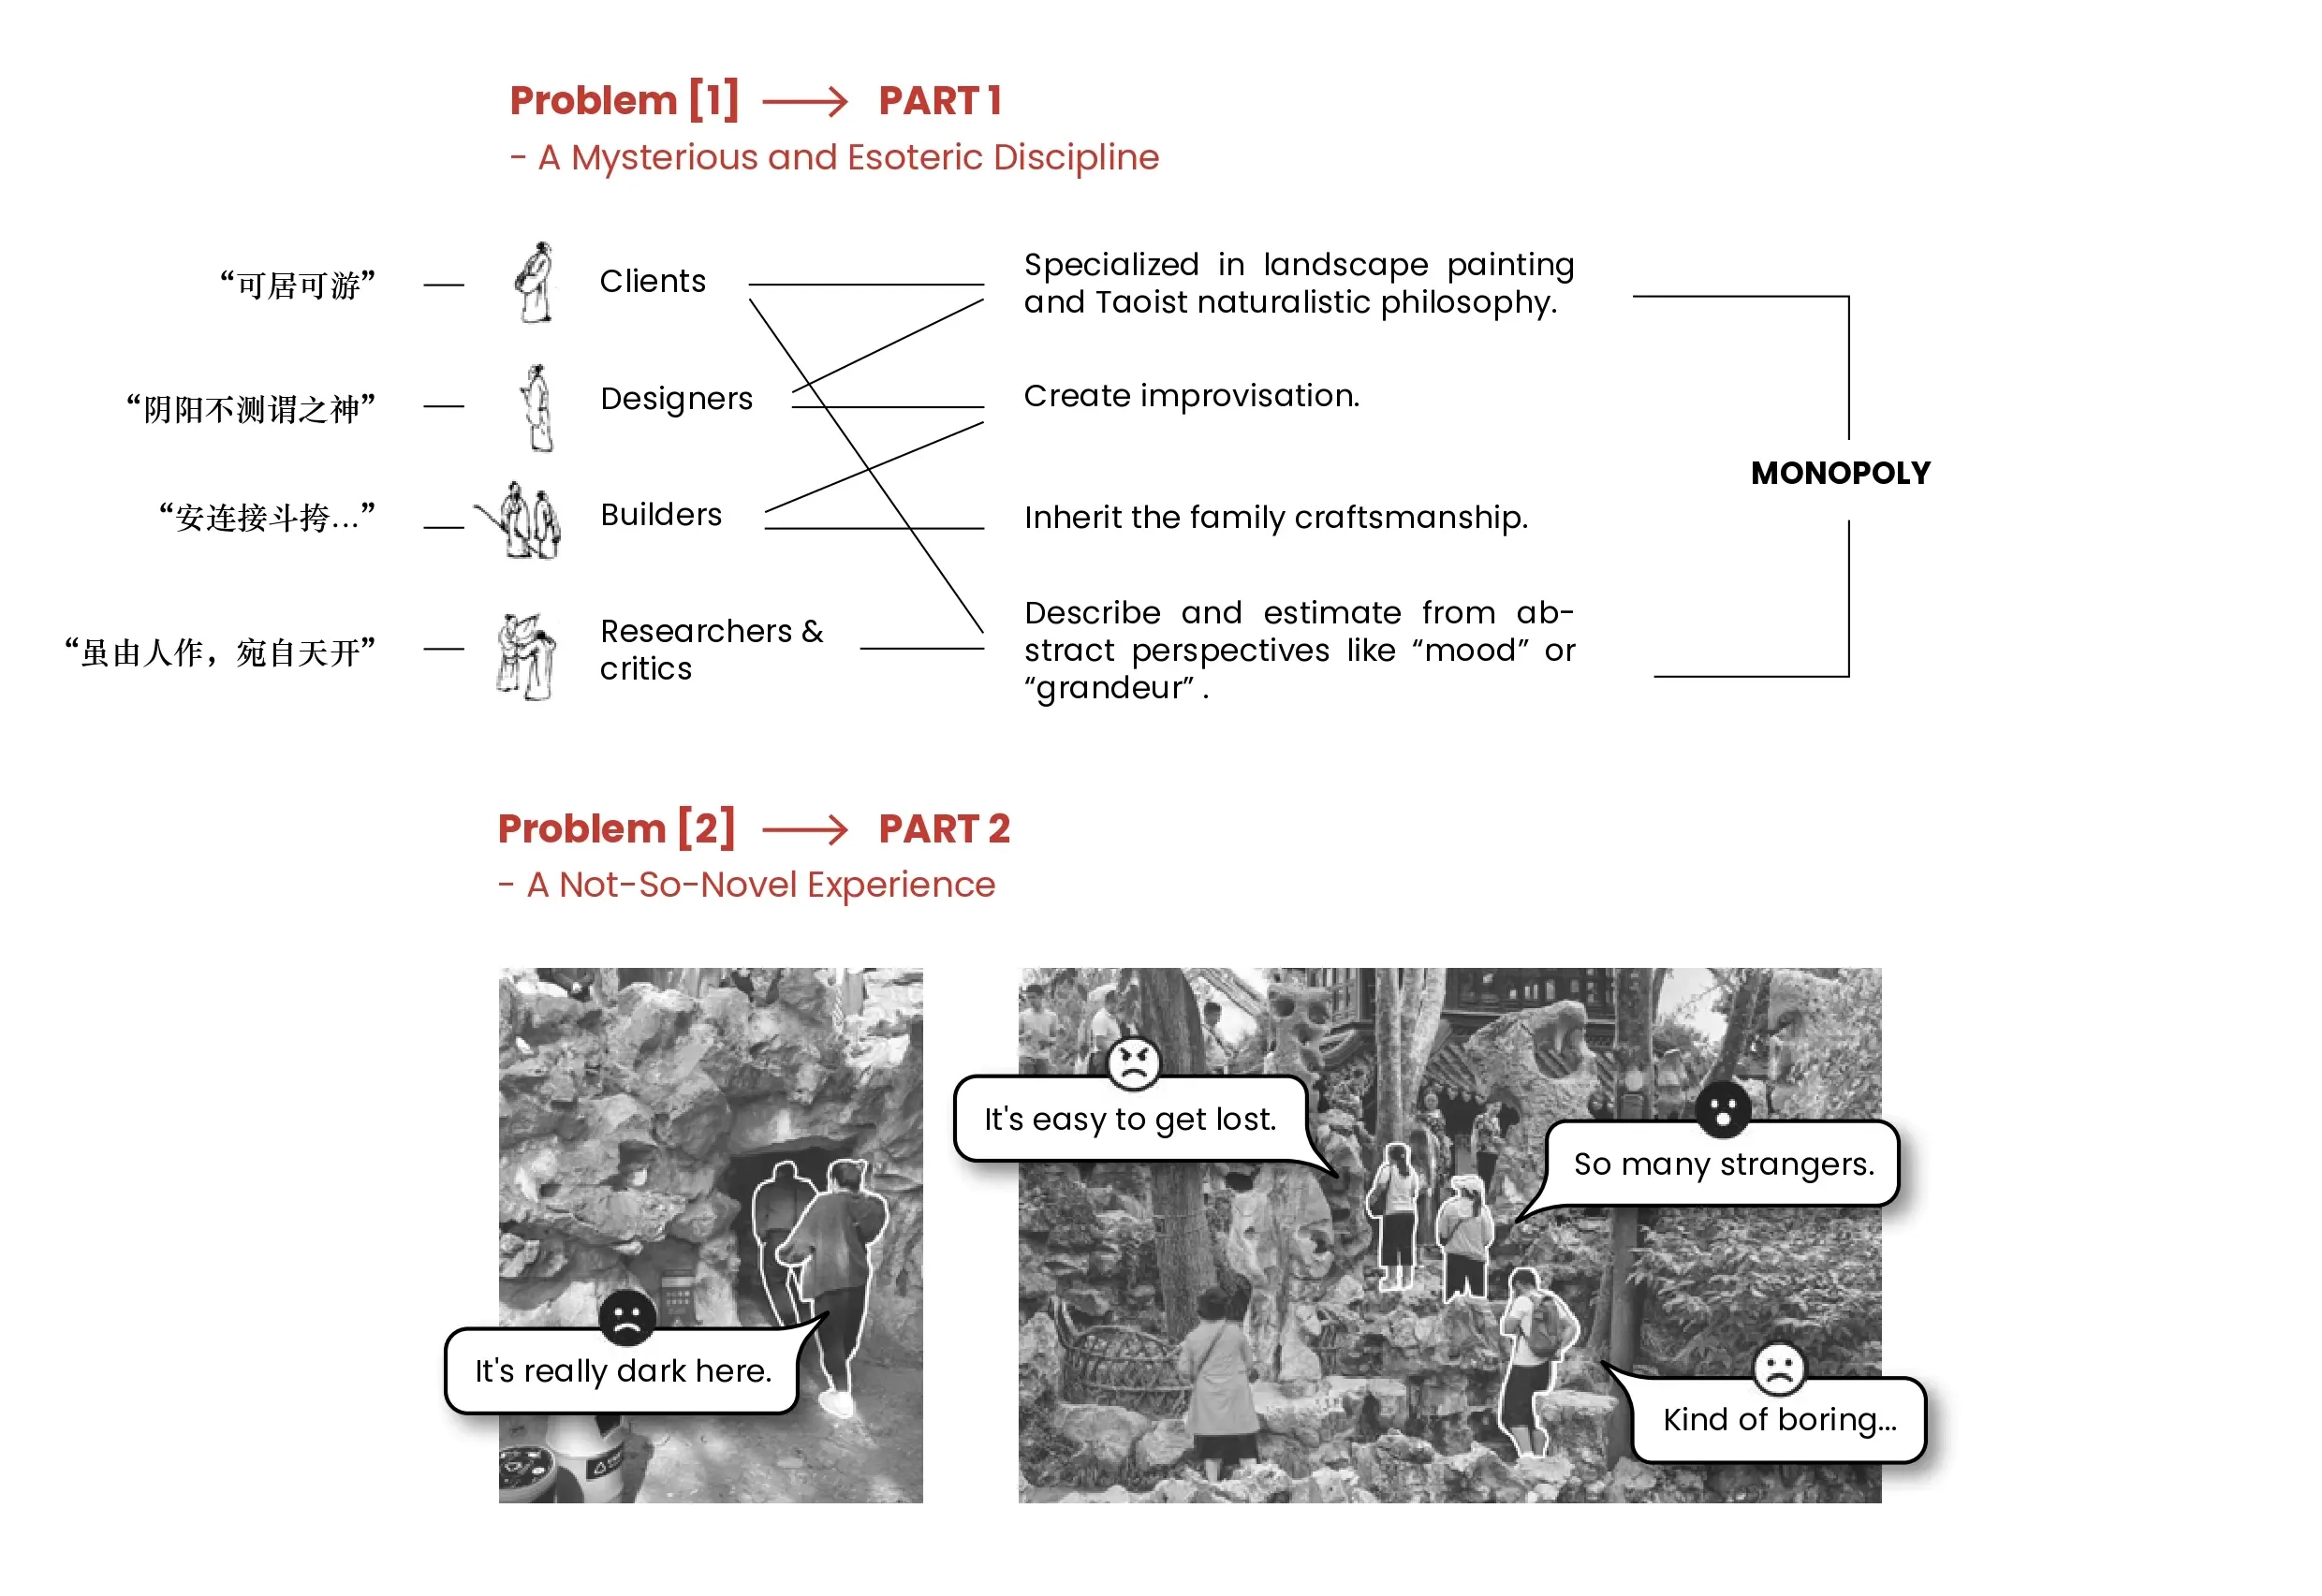 Problem [1] → PART 1
- A Mysterious and Esoteric Discipline
“可居可游”
Clients
Specialized in landscape painting
and Taoist naturalistic philosophy.
“阴阳不测谓之神”
Designers
Create improvisation.
MONOPOLY
“安连接斗挎...”
Builders
Inherit the family craftsmanship.
“虽由人作，宛自天开”
Researchers &
critics
Describe and estimate from ab-
stract perspectives like “mood” or
“grandeur” .
Problem [2] → PART 2
- A Not-So-Novel Experience
It's easy to get lost.
So many strangers.
It's really dark here.
Kind of boring...